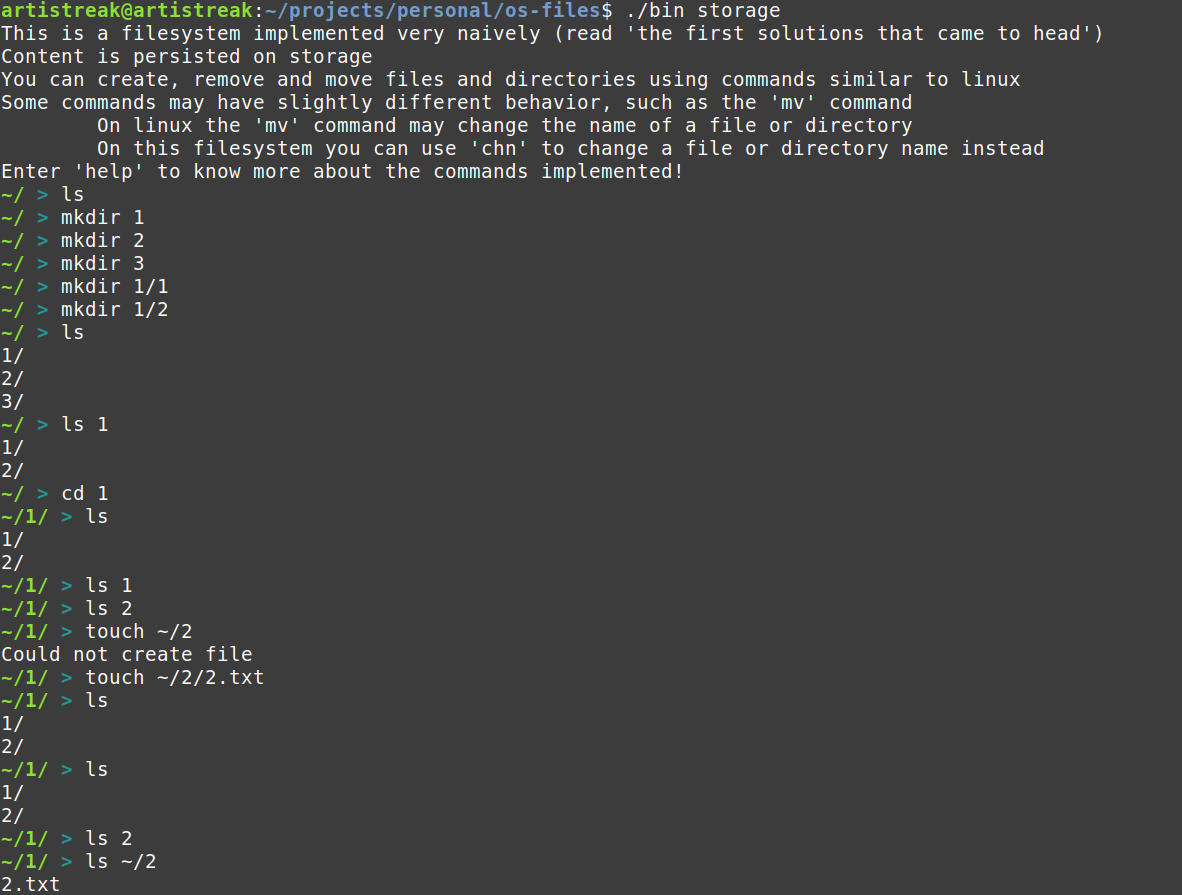 artistreak@artistreak:~/projects/personal/os-files$ ./bin storage
This is a filesystem implemented very naively (read 'the first solutions that came to head')
Content is persisted on storage
You can create, remove and move files and directories using commands similar to linux
Some commands may have slightly different behavior, such as the 'mv' command
        On linux the 'mv' command may change the name of a file or directory
        On this filesystem you can use 'chn' to change a file or directory name instead
Enter 'help' to know more about the commands implemented!
~/ > ls
~/ > mkdir 1
~/ > mkdir 2
~/ > mkdir 3
~/ > mkdir 1/1
~/ > mkdir 1/2
~/ > ls
1/
2/
3/
~/ > ls 1
1/
2/
~/ > cd 1
~/1/ > ls
1/
2/
~/1/ > ls 1
~/1/ > ls 2
~/1/ > touch ~/2
Could not create file
~/1/ > touch ~/2/2.txt
~/1/ > ls
1/
2/
~/1/ > ls
1/
2/
~/1/ > ls 2
~/1/ > ls ~/2
2.txt